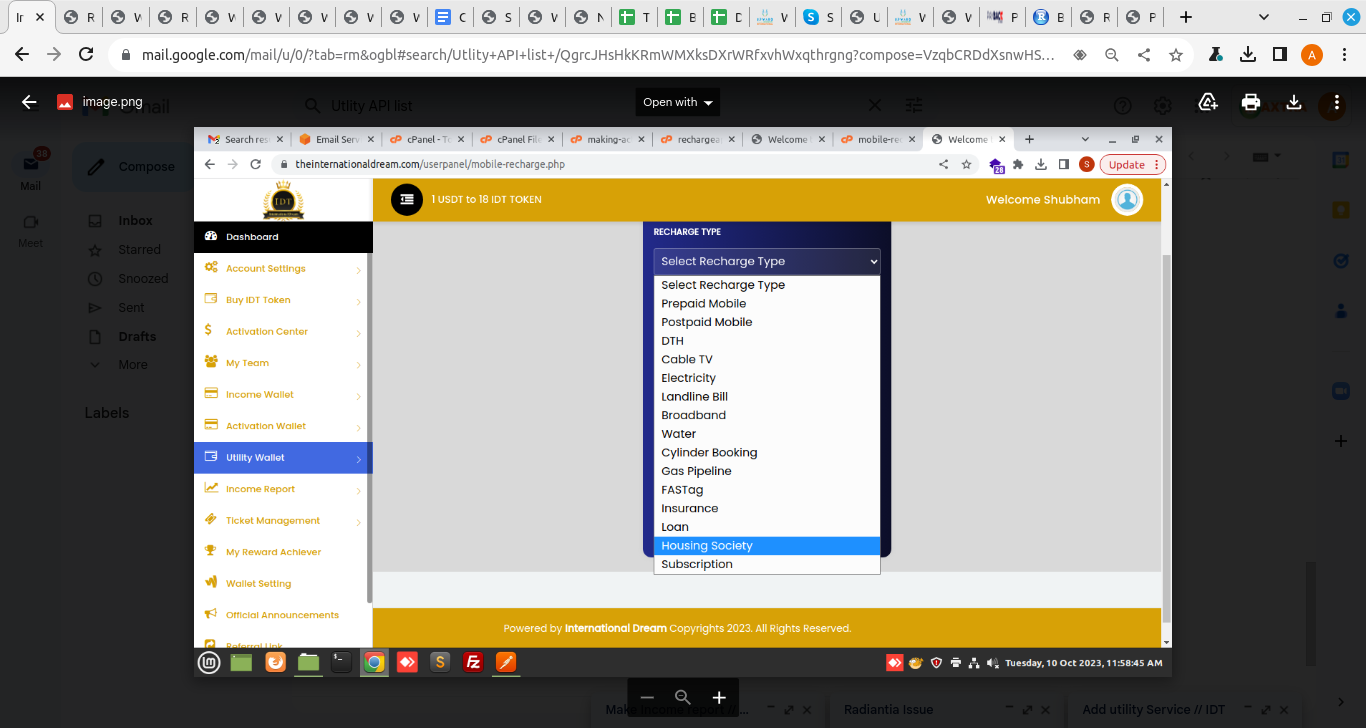 Ir
R
W
R
W
W
W
W
W
C
S
W
N
T
B
D
W
S
U
W
W
P
B
R
P
mail.google.com/mail/u/0/?tab=rm&ogbl#search/Utlity+API+list+/QgrcJHsHkKRmWMXksDXrWRfxvhWxqthrgng?compose=VzqbCRDdXsnwHS...
A
image.png
Utlity API list
Open with
38
Mail
Meet
Compose
Inbox
Starred
Snoozed
Sent
Drafts
More
Labels
Search res
Email Serv
cPanel - T
cPanel File
making-ac
rechargea
Welcome
mobile-rec
Welcome
theinternationaldream.com/userpanel/mobile-recharge.php
28
S
Update
IDT
1 USDT to 18 IDT TOKEN
Welcome Shubham
Dashboard
Account Settings
Buy IDT Token
Activation Center
My Team
Income Wallet
Activation Wallet
Utility Wallet
Income Report
Ticket Management
My Reward Achiever
Wallet Setting
Official Announcements
Referral Link
RECHARGE TYPE
Select Recharge Type
Select Recharge Type
Prepaid Mobile
Postpaid Mobile
DTH
Cable TV
Electricity
Landline Bill
Broadband
Water
Cylinder Booking
Gas Pipeline
FASTag
Insurance
Loan
Housing Society
Subscription
Powered by International Dream Copyrights 2023. All Rights Reserved.
Tuesday, 10 Oct 2023, 11:58:45 AM
Make income report // ...
Radiantia Issue
Add utility Service // IDT